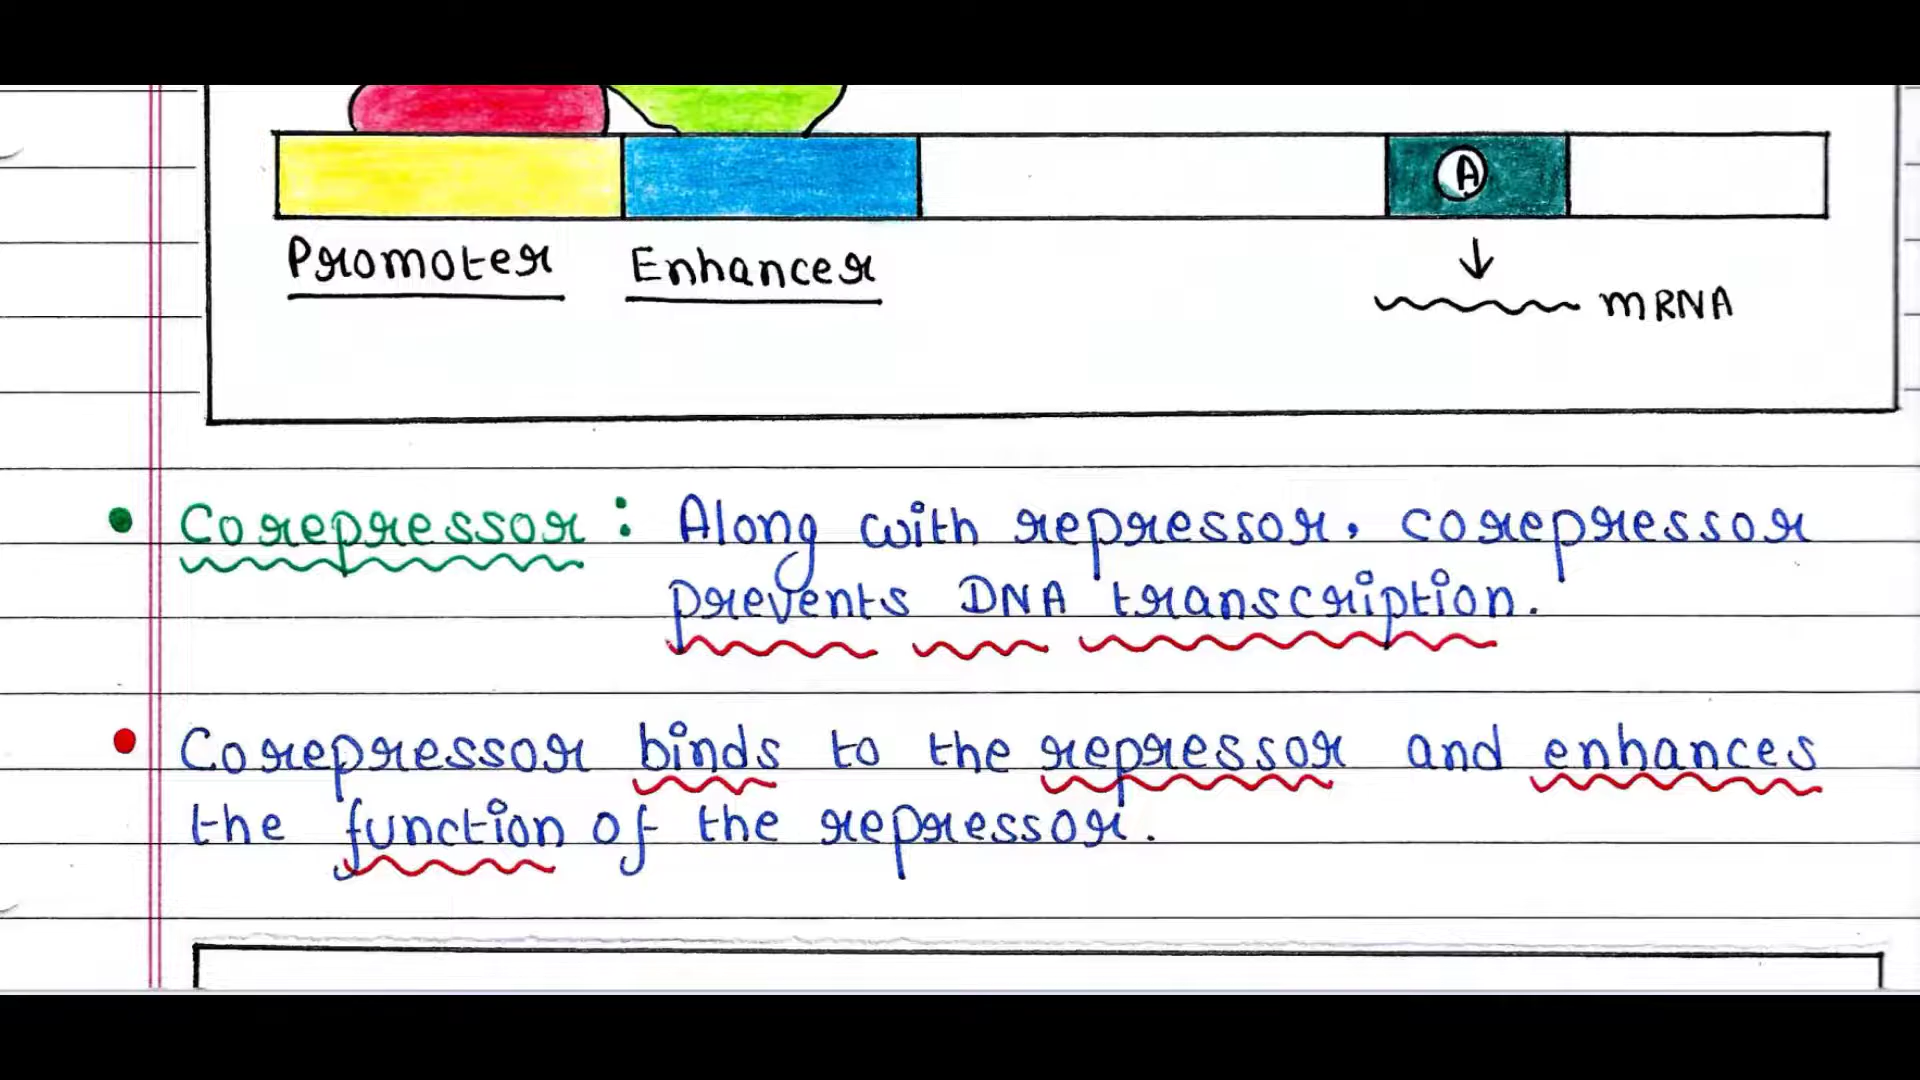 A
Promoter Enhancer
mRNA
Corepressor : Along with repressor, corepressor
prevents DNA transcription.
Corepressor binds to the repressor and enhances
the function of the repressor.